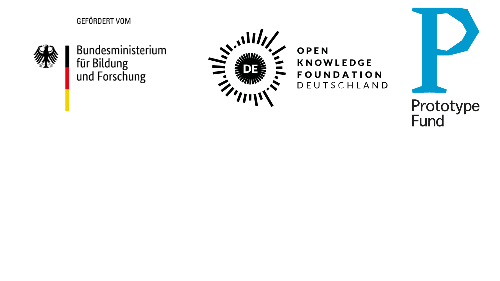 GEFÖRDERT VOM
Bundesministerium
für Bildung
und Forschung
DE
OPEN
KNOWLEDGE
FOUNDATION
DEUTSCHLAND
P
Prototype
Fund